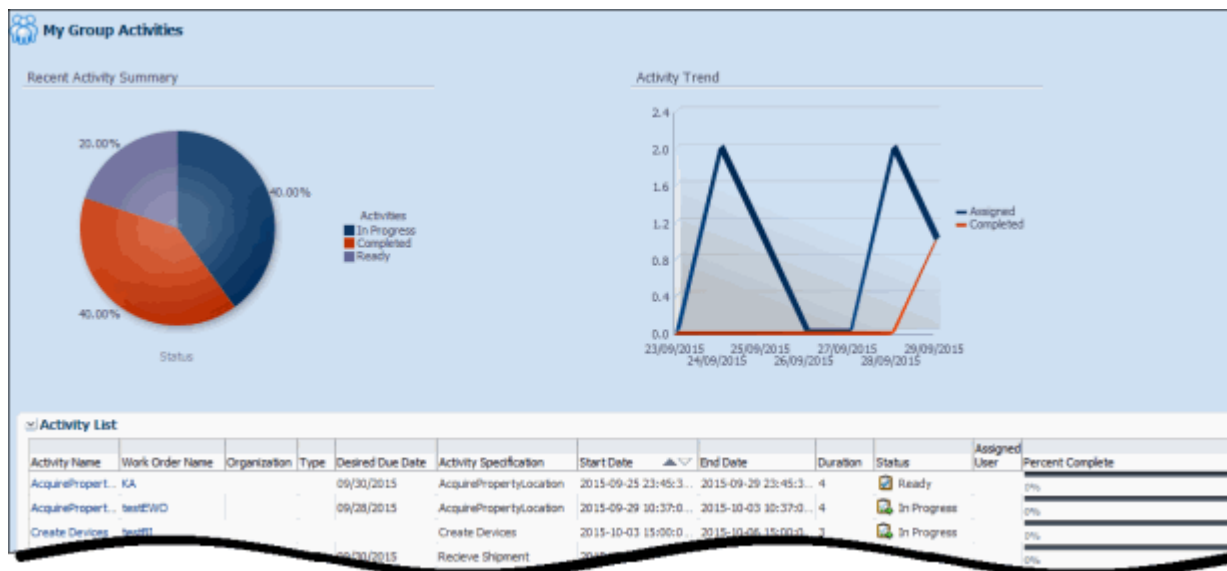 My Group Activities
Recent Activity Summary
20.00%
40.00%
40.00%
Activities
In Progress
Completed
Ready
Status
Activity Trend
2.4
2.0
1.6
1.2
0.8
0.4
0.0
23/09/2015 25/09/2015 27/09/2015 29/09/2015
24/09/2015 26/09/2015 28/09/2015
Assigned
Completed
Activity List
Activity Name Work Order Name Organization Type Desired Due Date Activity Specification Start Date End Date Duration Status Assigned User Percent Complete
AcquirePropert... KA 09/30/2015 AcquirePropertyLocation 2015-09-25 23:45:3... 2015-09-29 23:45:3... 4 Ready 0%
AcquirePropert... testEWO 09/28/2015 AcquirePropertyLocation 2015-09-29 10:37:0... 2015-10-03 10:37:0... 4 In Progress 0%
Create Devices testBI Create Devices 2015-10-03 15:00:0... 2015-10-06 15:00:0... 3 In Progress 0%
09/30/2015 Recieve Shipment 0%